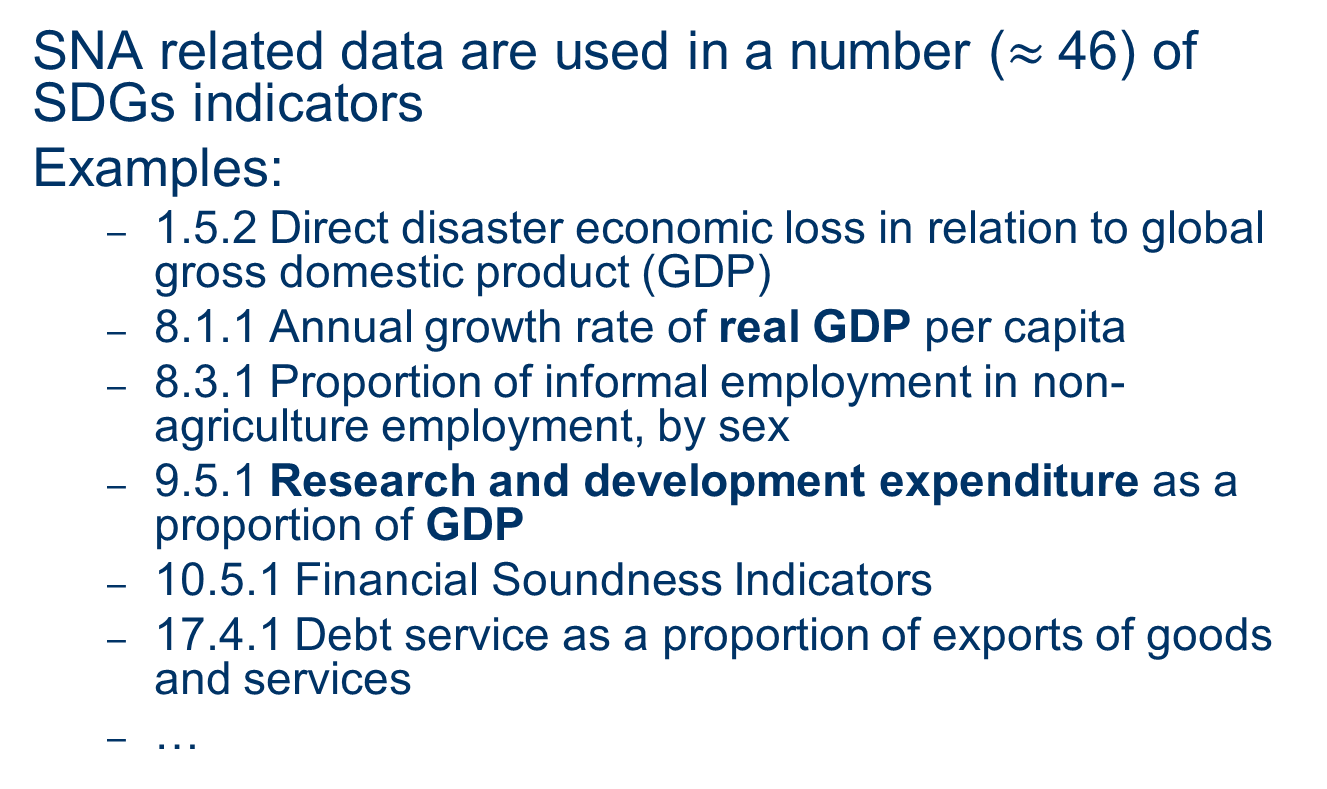 SNA related data are used in a number (≈ 46) of
SDGs indicators
Examples:
– 1.5.2 Direct disaster economic loss in relation to global
gross domestic product (GDP)
– 8.1.1 Annual growth rate of real GDP per capita
– 8.3.1 Proportion of informal employment in non-
agriculture employment, by sex
– 9.5.1 Research and development expenditure as a
proportion of GDP
– 10.5.1 Financial Soundness Indicators
– 17.4.1 Debt service as a proportion of exports of goods
and services
– …